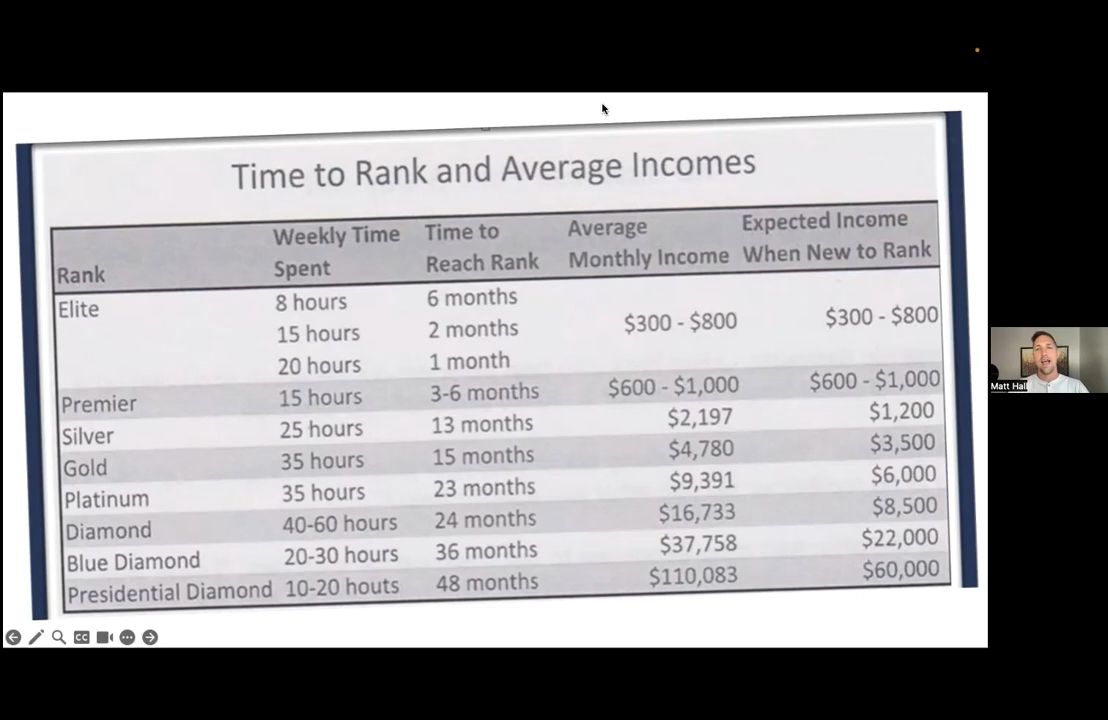 Time to Rank and Average Incomes
Rank Weekly Time Spent Time to Reach Rank Average Monthly Income Expected Income When New to Rank
Elite 8 hours 6 months $300 - $800 $300 - $800
15 hours 2 months
20 hours 1 month
Premier 15 hours 3-6 months $600 - $1,000 $600 - $1,000
Silver 25 hours 13 months $2,197 $1,200
Gold 35 hours 15 months $4,780 $3,500
Platinum 35 hours 23 months $9,391 $6,000
Diamond 40-60 hours 24 months $16,733 $8,500
Blue Diamond 20-30 hours 36 months $37,758 $22,000
Presidential Diamond 10-20 houts 48 months $110,083 $60,000
CC
Matt Hall